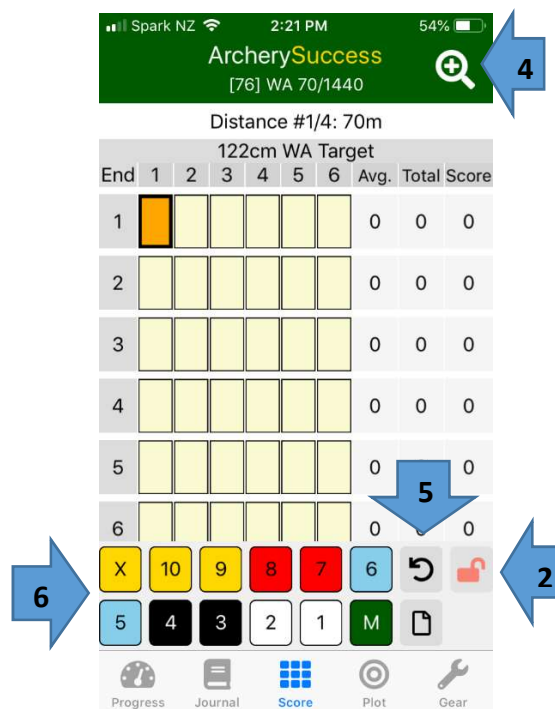 Spark NZ 2:21 PM 54%
ArcherySuccess
[76] WA 70/1440
4
Distance #1/4: 70m
122cm WA Target
End 1 2 3 4 5 6 Avg. Total Score
1 0 0 0
2 0 0 0
3 0 0 0
4 0 0 0
5 0 0
5
6 0 0
X 10 9 8 7 6
2
6
5 4 3 2 1 M
Progress Journal Score Plot Gear